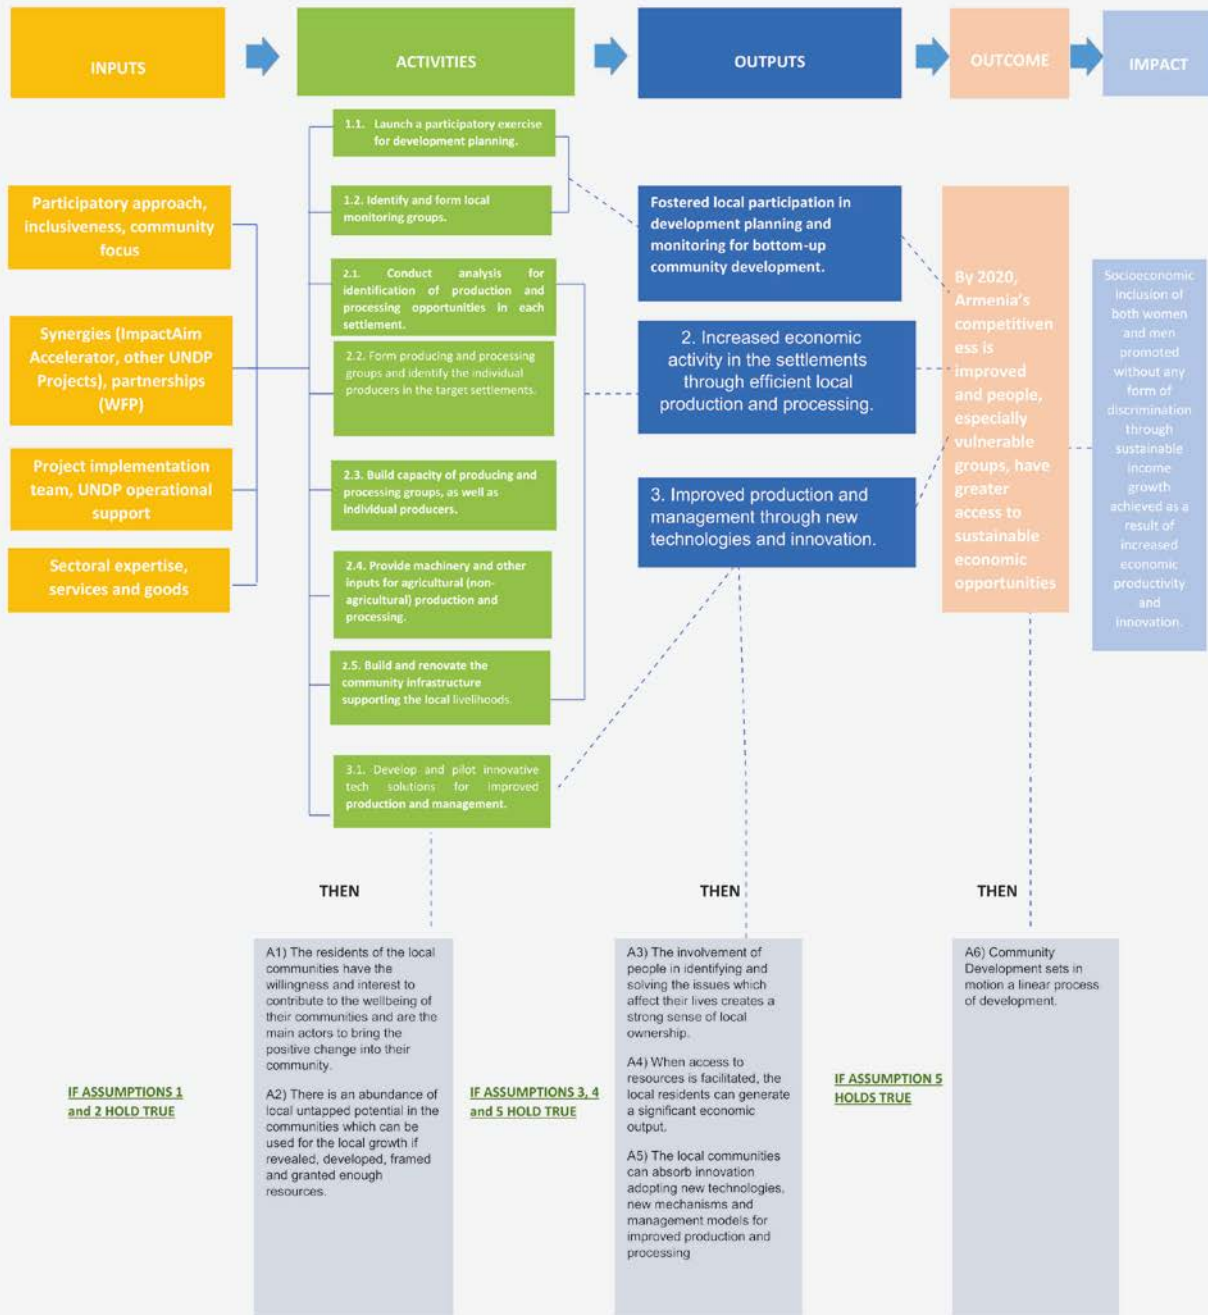 INPUTS
ACTIVITIES
OUTPUTS
OUTCOME
IMPACT
Participatory approach,
inclusiveness, community
focus
Synergies (ImpactAim
Accelerator, other UNDP
Projects), partnerships
(WFP)
Project implementation
team, UNDP operational
support
Sectoral expertise,
services and goods
1.1. Launch a participatory exercise
for development planning.
1.2. Identify and form local
monitoring groups.
2.1. Conduct analysis for
identification of production and
processing opportunities in each
settlement.
2.2. Form producing and processing
groups and identify the individual
producers in the target settlements.
2.3. Build capacity of producing and
processing groups, as well as
individual producers.
2.4. Provide machinery and other
inputs for agricultural (non-
agricultural) production and
processing.
2.5. Build and renovate the
community infrastructure
supporting the local livelihoods.
3.1. Develop and pilot innovative
tech solutions for improved
production and management.
Fostered local participation in
development planning and
monitoring for bottom-up
community development.
2. Increased economic
activity in the settlements
through efficient local
production and processing.
3. Improved production and
management through new
technologies and innovation.
By 2020,
Armenia's
competitiven
ess is
improved
and people,
especially
vulnerable
groups, have
greater
access to
sustainable
economic
opportunities
Socioeconomic
inclusion of
both women
and men
promoted
without any
form of
discrimination
through
sustainable
income
growth
achieved as a
result of
increased
economic
productivity
and
innovation.
THEN
THEN
THEN
IF ASSUMPTIONS 1
and 2 HOLD TRUE
A1) The residents of the local
communities have the
willingness and interest to
contribute to the wellbeing of
their communities and are the
main actors to bring the
positive change into their
community.
A2) There is an abundance of
local untapped potential in the
communities which can be
used for the local growth if
revealed, developed, framed
and granted enough
resources.
IF ASSUMPTIONS 3, 4
and 5 HOLD TRUE
A3) The involvement of
people in identifying and
solving the issues which
affect their lives creates a
strong sense of local
ownership.
A4) When access to
resources is facilitated, the
local residents can generate
a significant economic
output.
A5) The local communities
can absorb innovation
adopting new technologies,
new mechanisms and
management models for
improved production and
processing
IF ASSUMPTION 5
HOLDS TRUE
A6) Community
Development sets in
motion a linear process
of development.